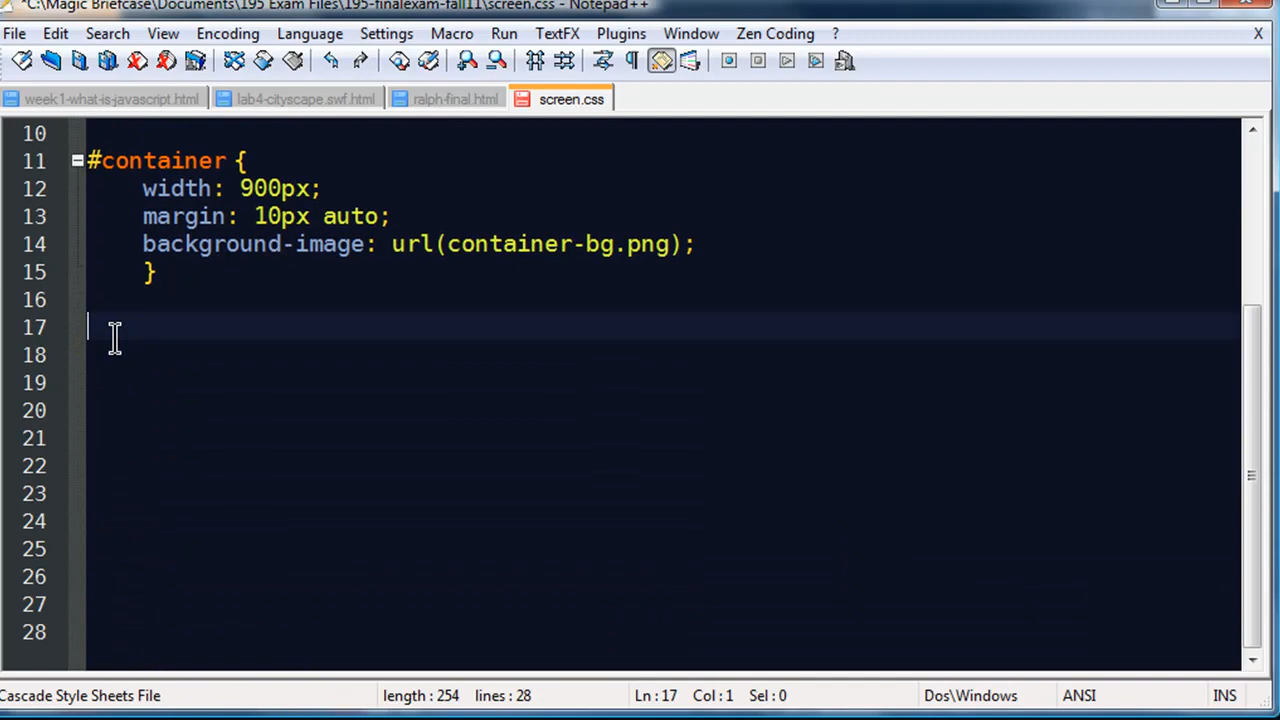 *C:\Magic Briefcase\Documents\195 Exam Files\195-finalexam-fall11\screen.css - Notepad++
File Edit Search View Encoding Language Settings Macro Run TextFX Plugins Window Zen Coding ? X
week1-what-is-javascript.html lab4-cityscape.swf.html ralph-final.html screen.css
10
11 #container {
12 width: 900px;
13 margin: 10px auto;
14 background-image: url(container-bg.png);
15 }
16
17
18
19
20
21
22
23
24
25
26
27
28
Cascade Style Sheets File length : 254 lines : 28 Ln : 17 Col : 1 Sel : 0 Dos\Windows ANSI INS